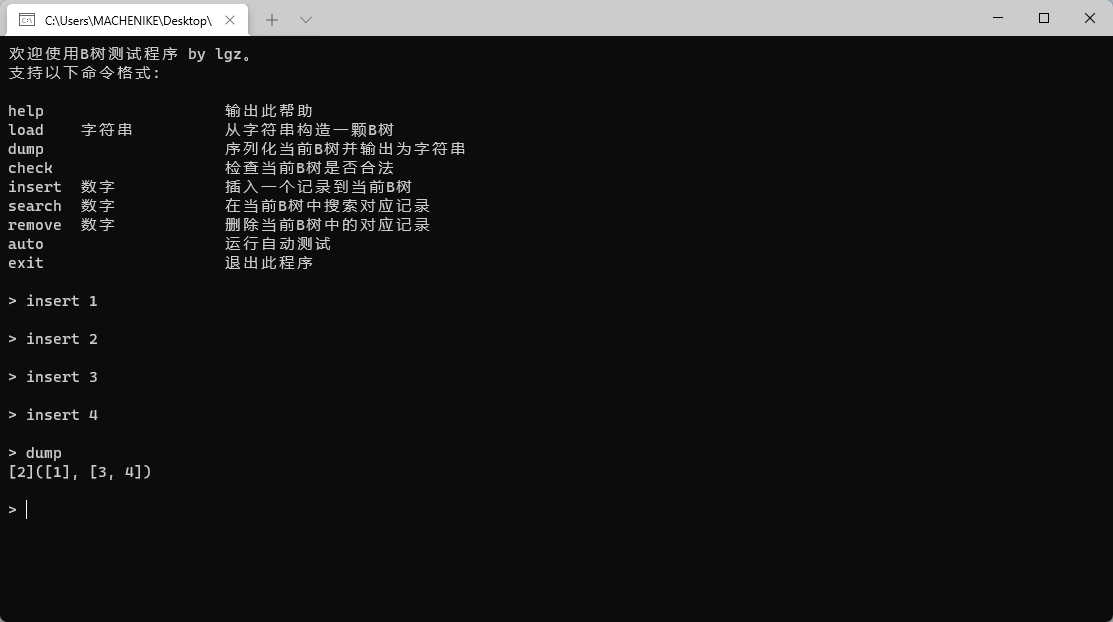 C:\Users\MACHENIKE\Desktop\
欢迎使用B树测试程序 by lgz。
支持以下命令格式:
help 输出此帮助
load 字符串 从字符串构造一颗B树
dump 序列化当前B树并输出为字符串
check 检查当前B树是否合法
insert 数字 插入一个记录到当前B树
search 数字 在当前B树中搜索对应记录
remove 数字 删除当前B树中的对应记录
auto 运行自动测试
exit 退出此程序
> insert 1
> insert 2
> insert 3
> insert 4
> dump
[2]([1], [3, 4])
>